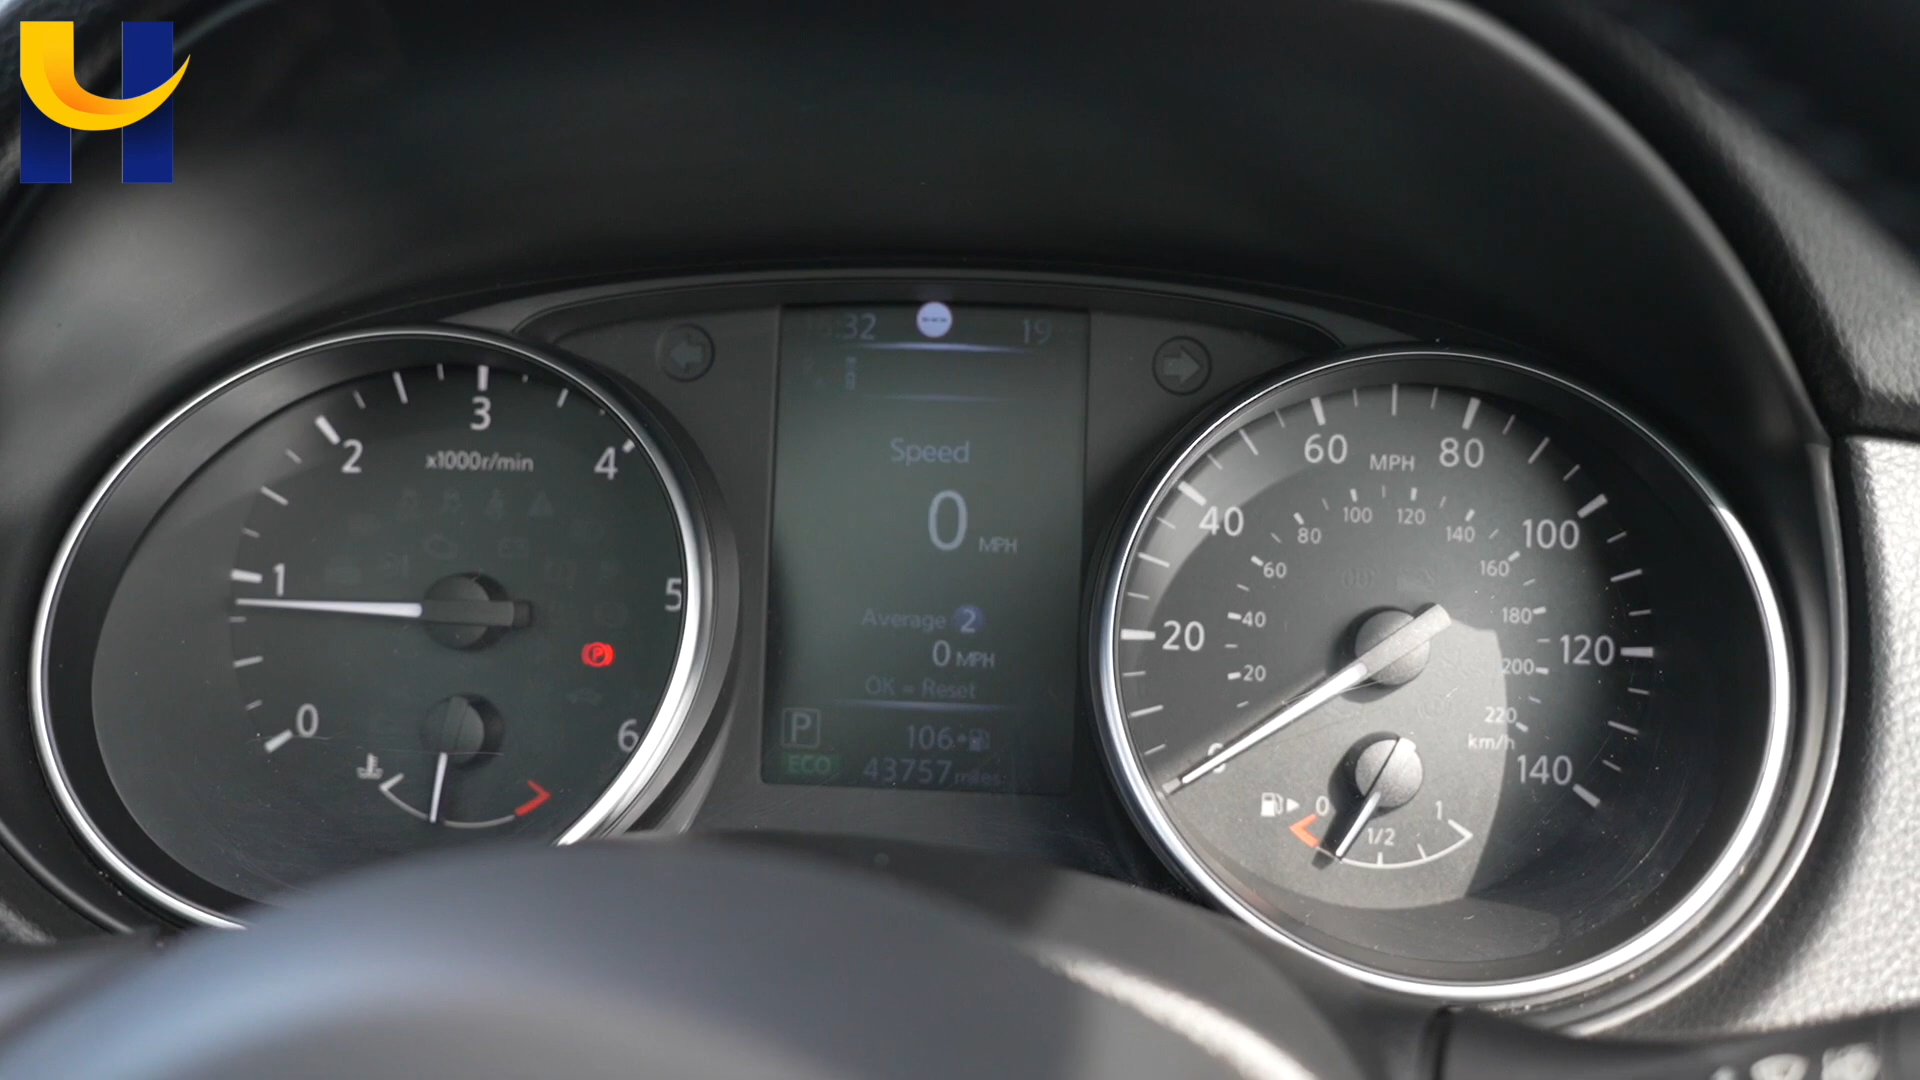 :32
19
Speed
0 MPH
Average 2
0 MPH
OK = Reset
P
106
ECO
43757 miles
0
1
2
3
4
5
6
x1000r/min
P
0
20
40
60
80
100
120
140
MPH
20
40
60
80
100
120
140
160
180
200
220
km/h
0
1/2
1